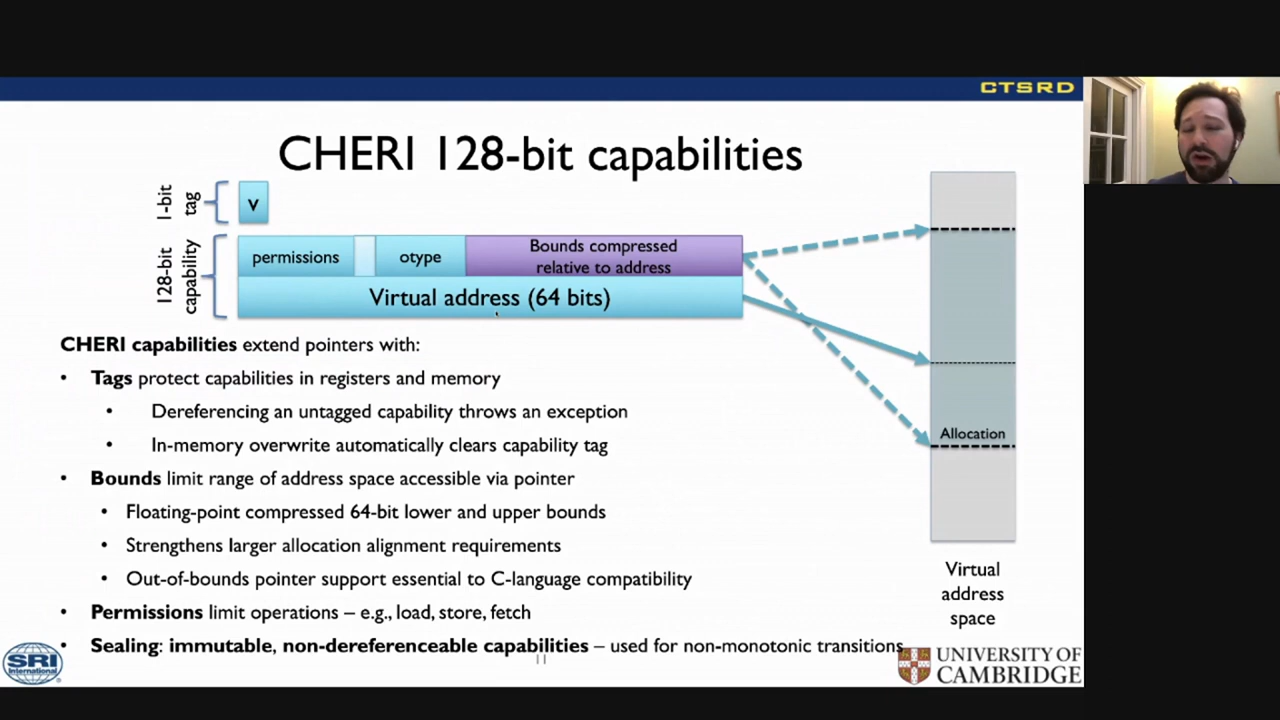 CTSRD
CHERI 128-bit capabilities
1-bit
tag
v
128-bit
capability
permissions
otype
Bounds compressed
relative to address
Virtual address (64 bits)
CHERI capabilities extend pointers with:
• Tags protect capabilities in registers and memory
• Dereferencing an untagged capability throws an exception
• In-memory overwrite automatically clears capability tag
• Bounds limit range of address space accessible via pointer
• Floating-point compressed 64-bit lower and upper bounds
• Strengthens larger allocation alignment requirements
• Out-of-bounds pointer support essential to C-language compatibility
• Permissions limit operations – e.g., load, store, fetch
• Sealing: immutable, non-dereferenceable capabilities – used for non-monotonic transitions
Allocation
Virtual
address
space
SRI
International
11
UNIVERSITY OF
CAMBRIDGE